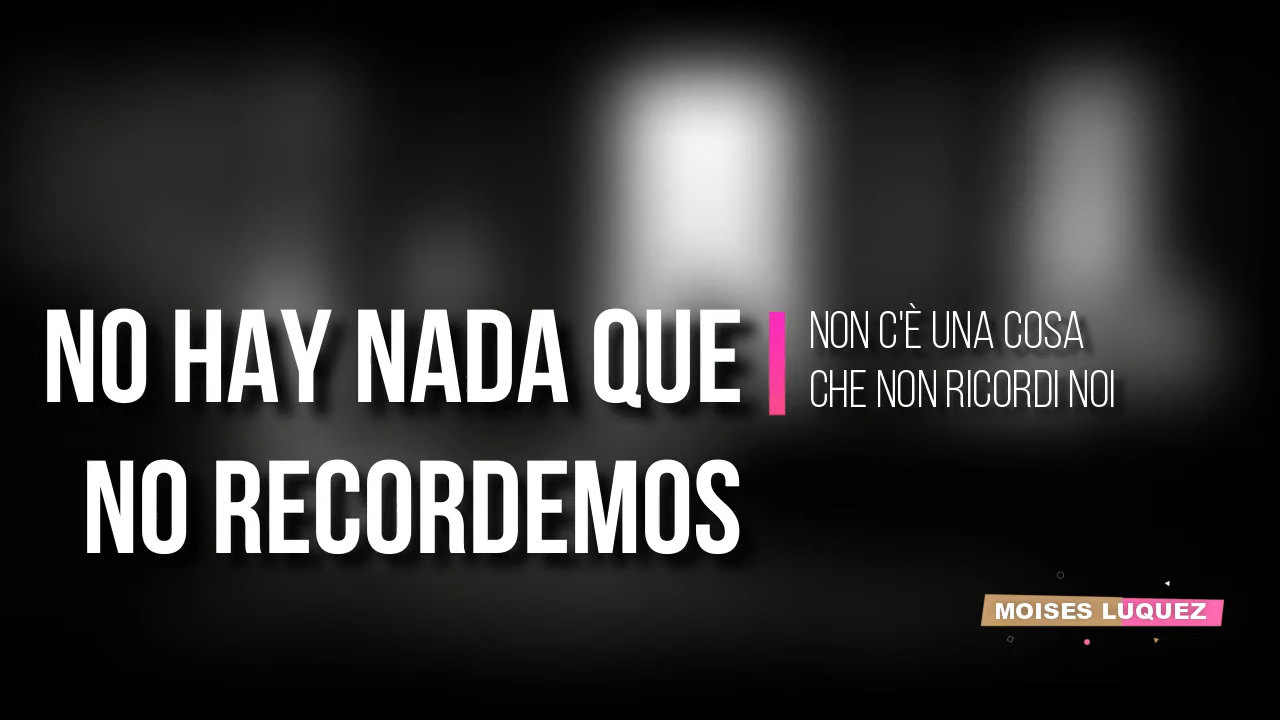 NO HAY NADA QUE
NO RECORDEMOS
NON C'È UNA COSA
CHE NON RICORDI NOI
MOISES LUQUEZ